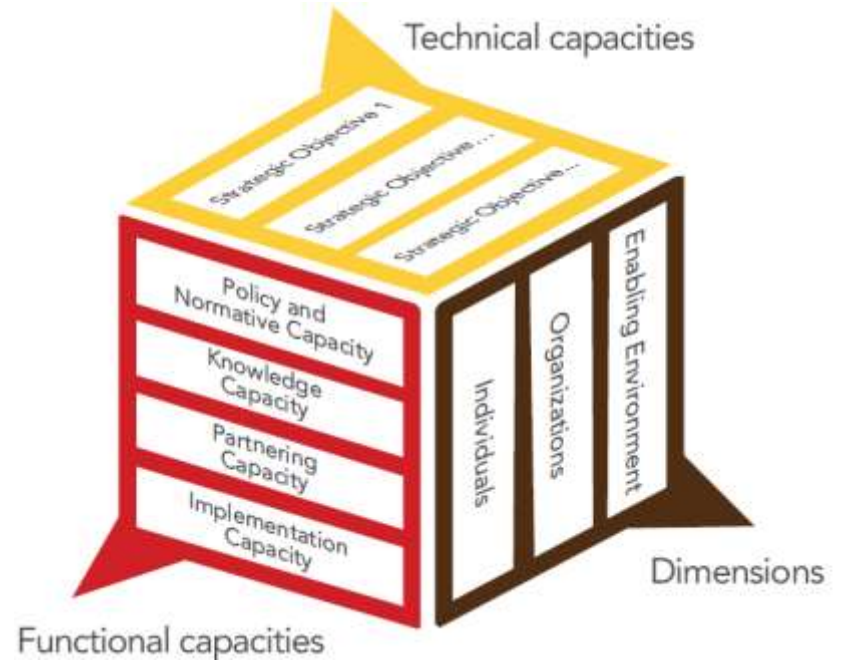 Technical capacities
Strategic Objective 1
Strategic Objective...
Strategic Objective...
Policy and
Normative Capacity
Knowledge
Capacity
Partnering
Capacity
Implementation
Capacity
Individuals
Organizations
Enabling Environment
Dimensions
Functional capacities